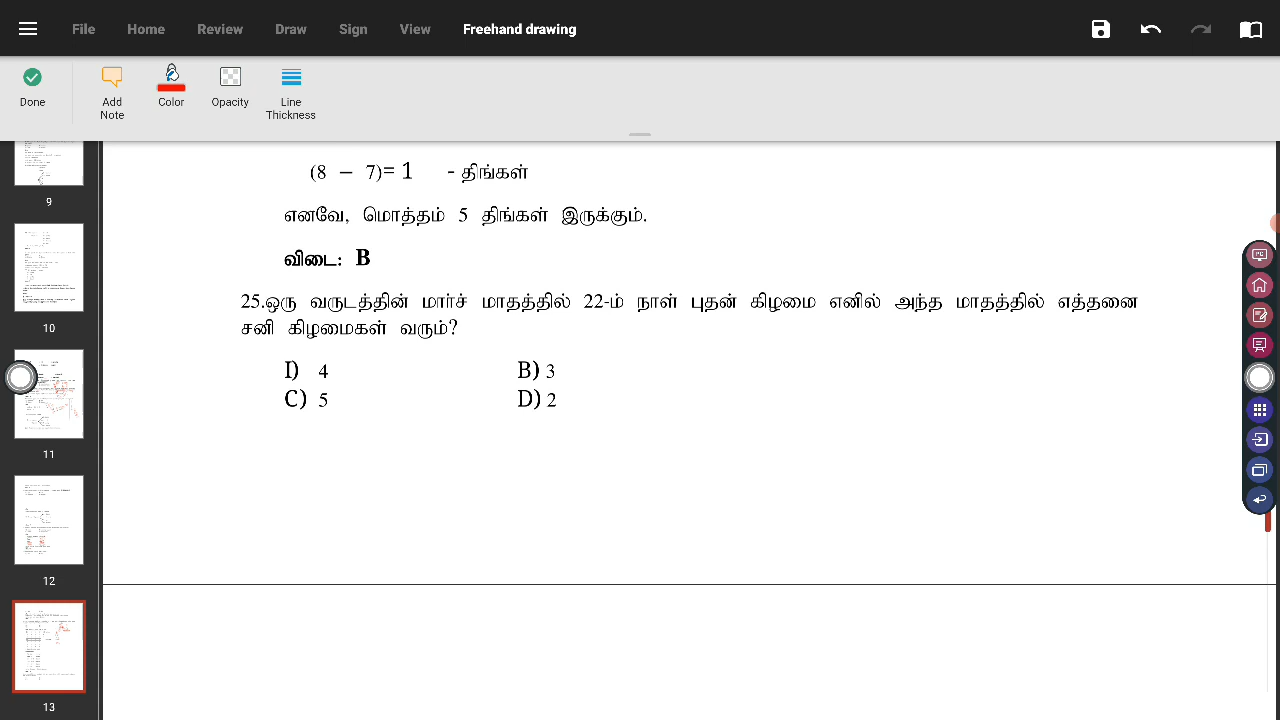 File Home Review Draw Sign View Freehand drawing
Done Add Note Color Opacity Line Thickness
9
10
11
12
13
(8 – 7)= 1 - திங்கள்
எனவே, மொத்தம் 5 திங்கள் இருக்கும்.
விடை: B
25.ஒரு வருடத்தின் மார்ச் மாதத்தில் 22-ம் நாள் புதன் கிழமை எனில் அந்த மாதத்தில் எத்தனை
சனி கிழமைகள் வரும்?
I) 4 B) 3
C) 5 D) 2